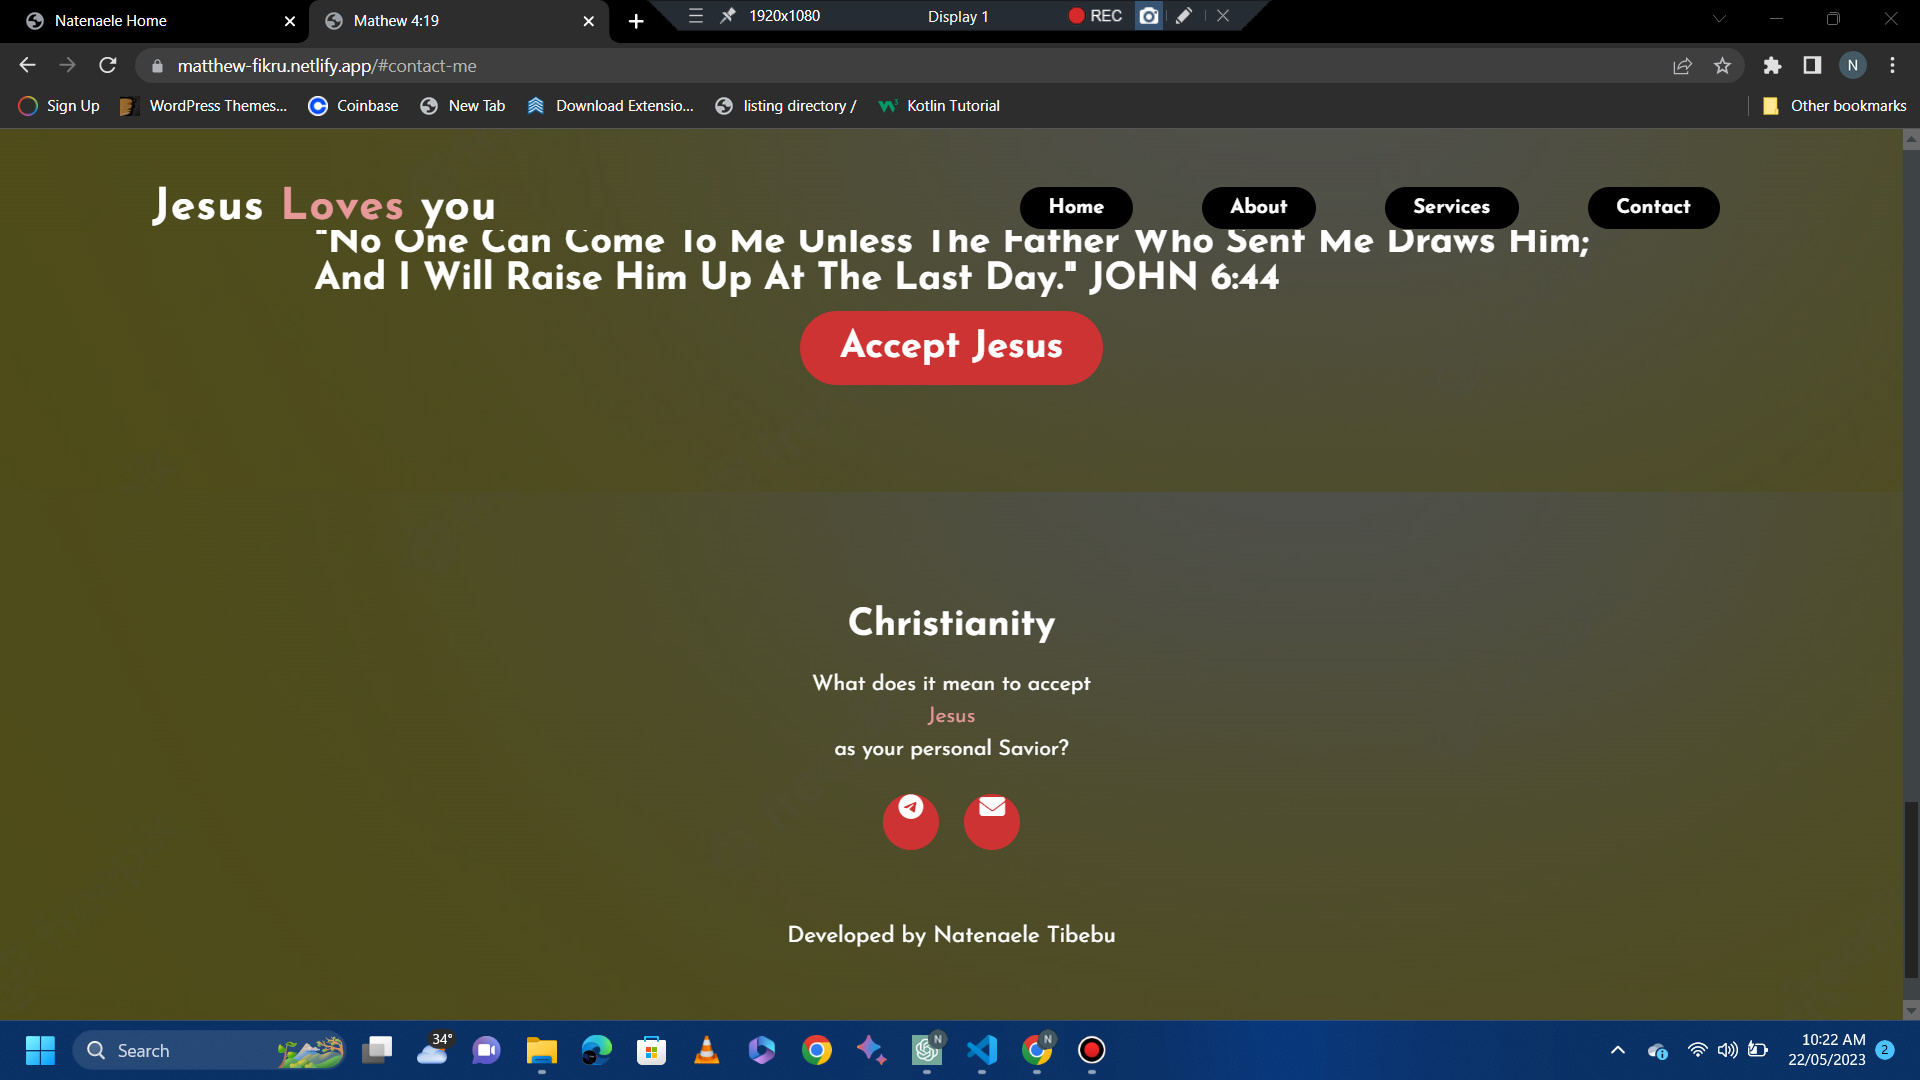 Natenaele Home
Mathew 4:19
1920x1080
Display 1
REC
matthew-fikru.netlify.app/#contact-me
N
Sign Up
WordPress Themes...
Coinbase
New Tab
Download Extensio...
listing directory /
Kotlin Tutorial
Other bookmarks
Jesus Loves you
Home
About
Services
Contact
"No One Can Come To Me Unless The Father Who Sent Me Draws Him;
And I Will Raise Him Up At The Last Day." JOHN 6:44
Accept Jesus
Christianity
What does it mean to accept
Jesus
as your personal Savior?
Developed by Natenaele Tibebu
Search
34°
N
N
10:22 AM
22/05/2023
2